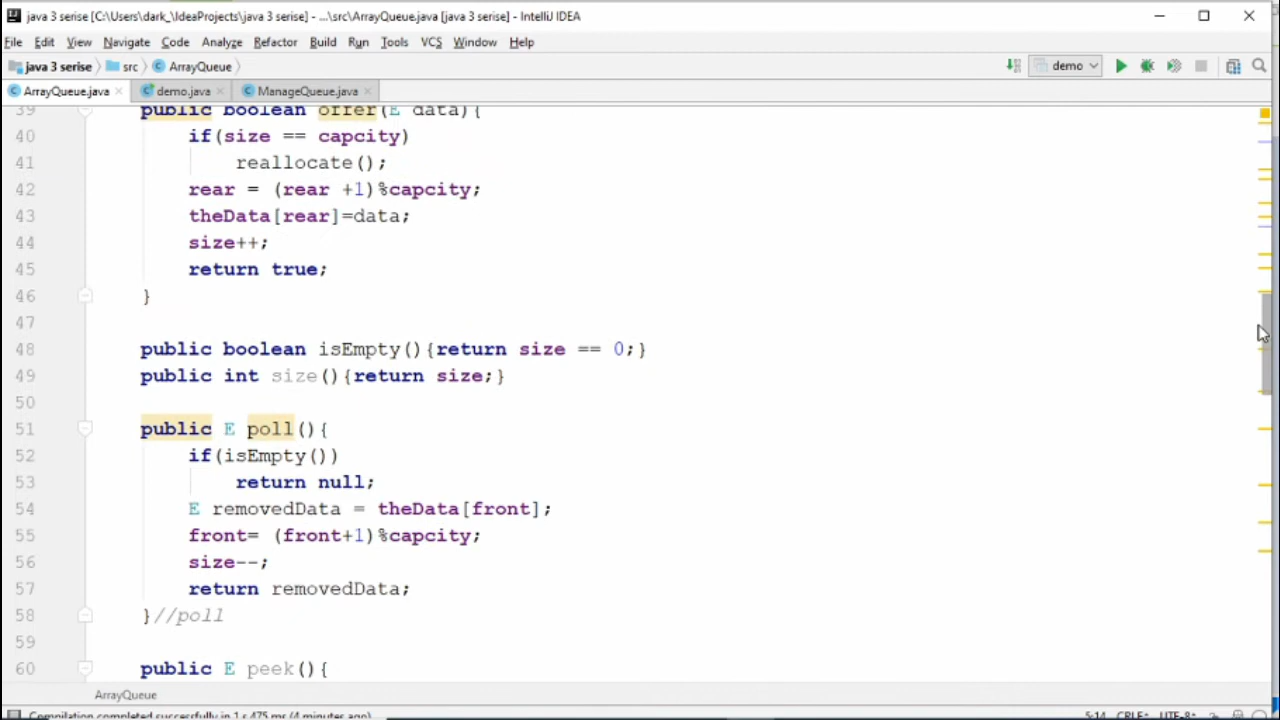 java 3 serise [C:\Users\dark_\IdeaProjects\java 3 serise] - ...\src\ArrayQueue.java [java 3 serise] - IntelliJ IDEA
File Edit View Navigate Code Analyze Refactor Build Run Tools VCS Window Help
java 3 serise src ArrayQueue demo
ArrayQueue.java demo.java ManageQueue.java
39 public boolean offer(E data){
40 if(size == capcity)
41 reallocate();
42 rear = (rear +1)%capcity;
43 theData[rear]=data;
44 size++;
45 return true;
46 }
47
48 public boolean isEmpty(){return size == 0;}
49 public int size(){return size;}
50
51 public E poll(){
52 if(isEmpty())
53 return null;
54 E removedData = theData[front];
55 front= (front+1)%capcity;
56 size--;
57 return removedData;
58 }//poll
59
60 public E peek(){
ArrayQueue
Compilation completed successfully in 1 s 475 ms (4 minutes ago) 5:14 CRLF÷ UTF-8÷